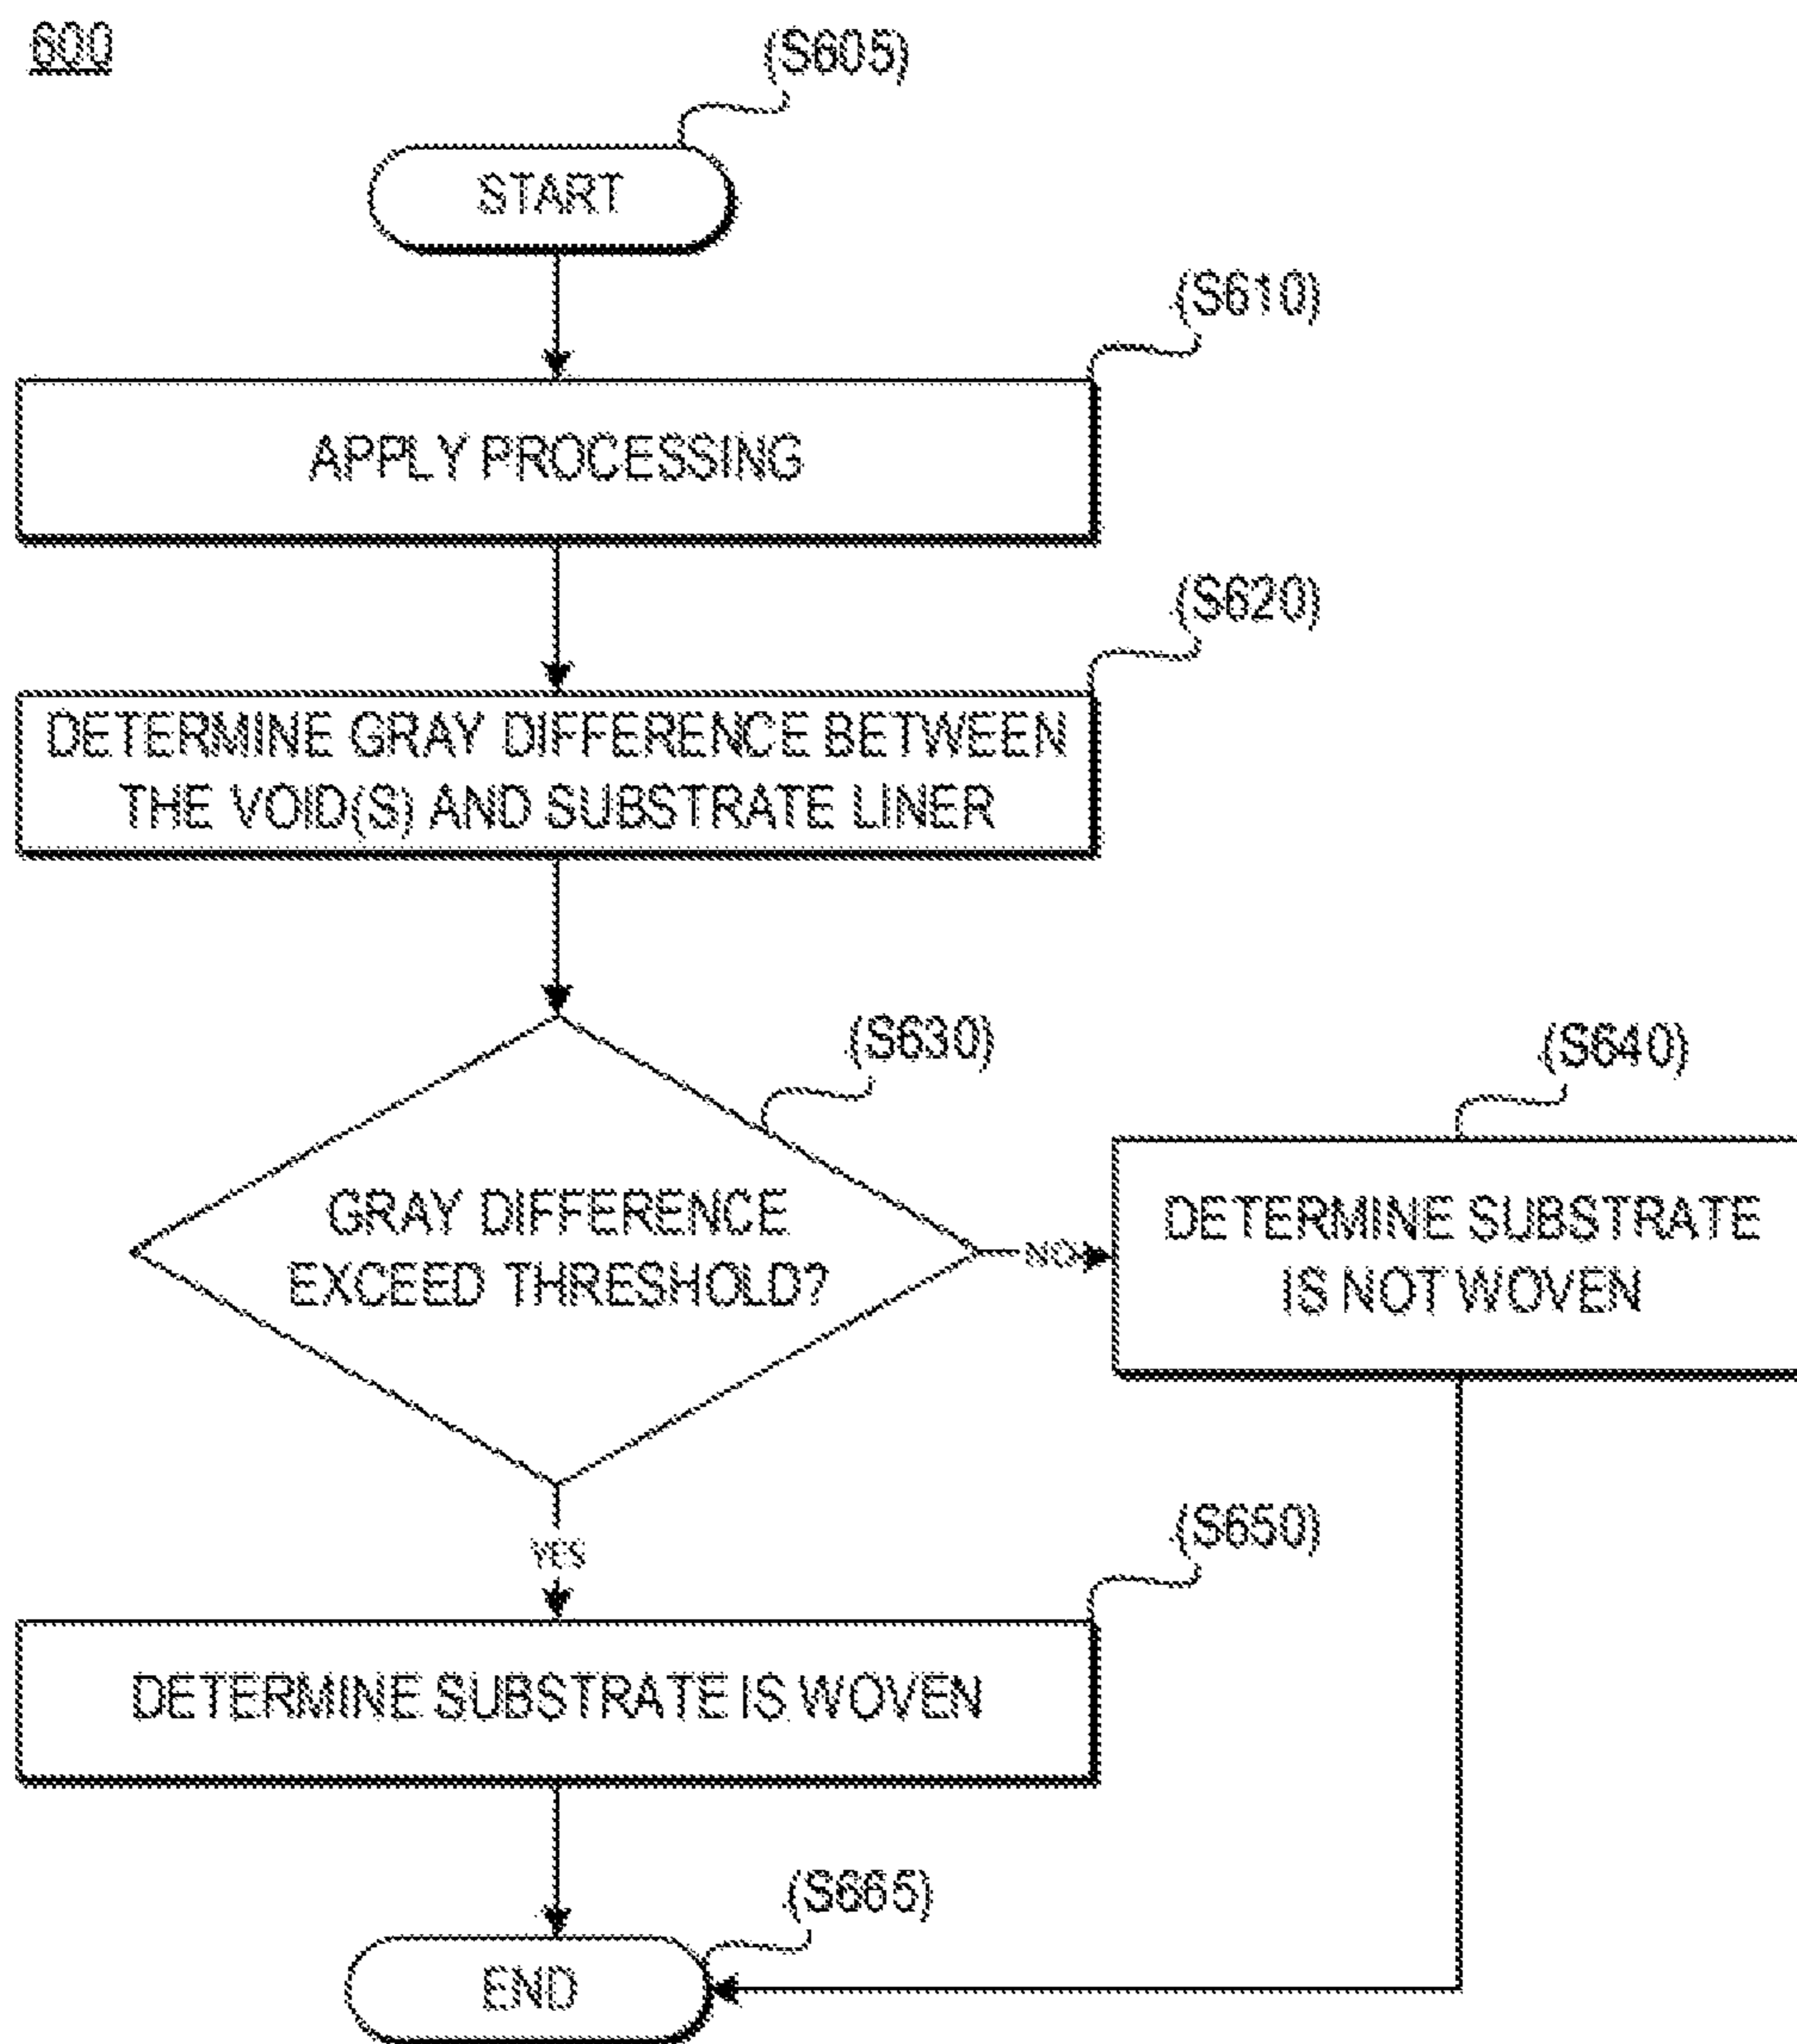 600
(S605)
START
(S610)
APPLY PROCESSING
(S620)
DETERMINE GRAY DIFFERENCE BETWEEN
THE VOID(S) AND SUBSTRATE LINER
(S630)
GRAY DIFFERENCE
EXCEED THRESHOLD?
NO
(S640)
DETERMINE SUBSTRATE
IS NOT WOVEN
YES
(S650)
DETERMINE SUBSTRATE IS WOVEN
(S665)
END